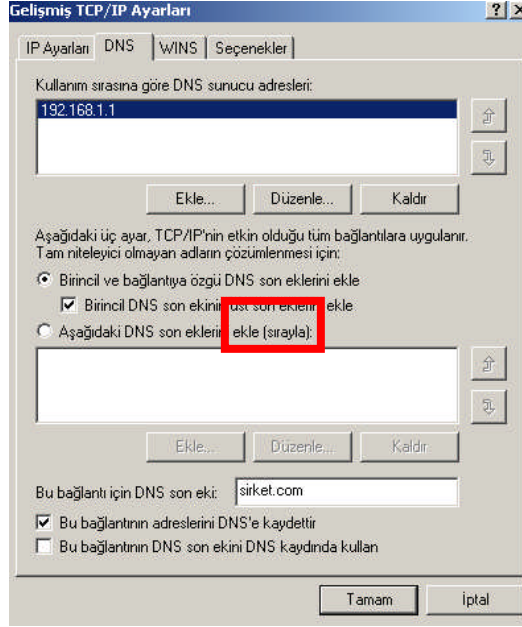 Gelişmiş TCP/IP Ayarları
IP Ayarları DNS WINS Seçenekler
Kullanım sırasına göre DNS sunucu adresleri:
192.168.1.1
Ekle... Düzenle... Kaldır
Aşağıdaki üç ayar, TCP/IP'nin etkin olduğu tüm bağlantılara uygulanır.
Tam niteleyici olmayan adların çözümlenmesi için:
Birincil ve bağlantıya özgü DNS son eklerini ekle
Birincil DNS son ekinin üst son eklerini ekle
Aşağıdaki DNS son eklerini ekle (sırayla):
Ekle... Düzenle... Kaldır
Bu bağlantı için DNS son eki: sirket.com
Bu bağlantının adreslerini DNS'e kaydettir
Bu bağlantının DNS son ekini DNS kaydında kullan
Tamam İptal